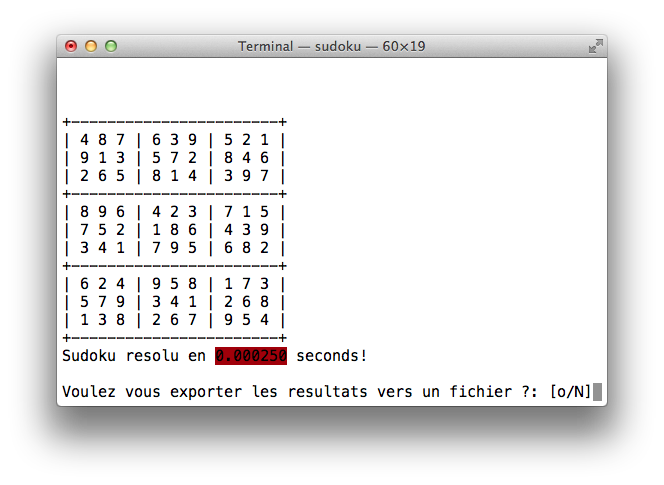 Terminal — sudoku — 60×19
+-----------------------+
| 4 8 7 | 6 3 9 | 5 2 1 |
| 9 1 3 | 5 7 2 | 8 4 6 |
| 2 6 5 | 8 1 4 | 3 9 7 |
+-----------------------+
| 8 9 6 | 4 2 3 | 7 1 5 |
| 7 5 2 | 1 8 6 | 4 3 9 |
| 3 4 1 | 7 9 5 | 6 8 2 |
+-----------------------+
| 6 2 4 | 9 5 8 | 1 7 3 |
| 5 7 9 | 3 4 1 | 2 6 8 |
| 1 3 8 | 2 6 7 | 9 5 4 |
+-----------------------+
Sudoku resolu en 0.000250 seconds!
Voulez vous exporter les resultats vers un fichier ?: [o/N]